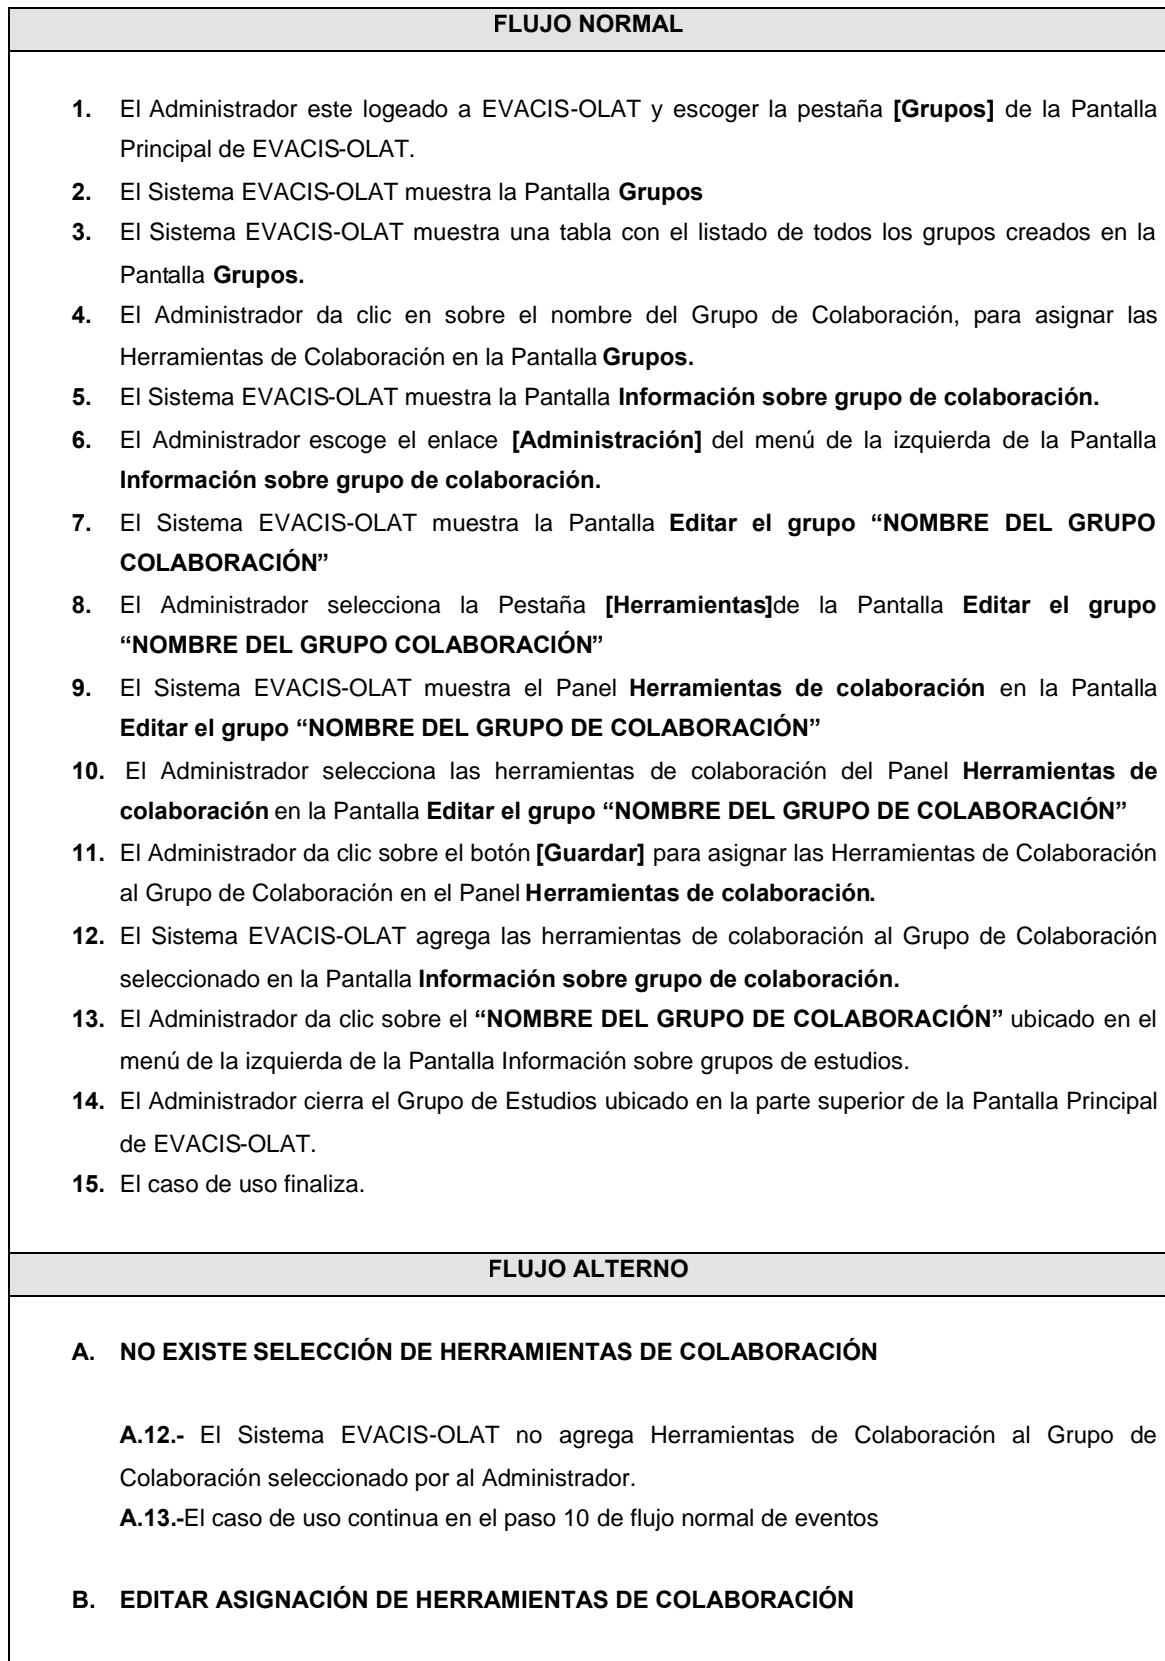 FLUJO NORMAL
1. El Administrador este logeado a EVACIS-OLAT y escoger la pestaña [Grupos] de la Pantalla
Principal de EVACIS-OLAT.
2. El Sistema EVACIS-OLAT muestra la Pantalla Grupos
3. El Sistema EVACIS-OLAT muestra una tabla con el listado de todos los grupos creados en la
Pantalla Grupos.
4. El Administrador da clic en sobre el nombre del Grupo de Colaboración, para asignar las
Herramientas de Colaboración en la Pantalla Grupos.
5. El Sistema EVACIS-OLAT muestra la Pantalla Información sobre grupo de colaboración.
6. El Administrador escoge el enlace [Administración] del menú de la izquierda de la Pantalla
Información sobre grupo de colaboración.
7. El Sistema EVACIS-OLAT muestra la Pantalla Editar el grupo “NOMBRE DEL GRUPO
COLABORACIÓN”
8. El Administrador selecciona la Pestaña [Herramientas]de la Pantalla Editar el grupo
“NOMBRE DEL GRUPO COLABORACIÓN”
9. El Sistema EVACIS-OLAT muestra el Panel Herramientas de colaboración en la Pantalla
Editar el grupo “NOMBRE DEL GRUPO DE COLABORACIÓN”
10. El Administrador selecciona las herramientas de colaboración del Panel Herramientas de
colaboración en la Pantalla Editar el grupo “NOMBRE DEL GRUPO DE COLABORACIÓN”
11. El Administrador da clic sobre el botón [Guardar] para asignar las Herramientas de Colaboración
al Grupo de Colaboración en el Panel Herramientas de colaboración.
12. El Sistema EVACIS-OLAT agrega las herramientas de colaboración al Grupo de Colaboración
seleccionado en la Pantalla Información sobre grupo de colaboración.
13. El Administrador da clic sobre el “NOMBRE DEL GRUPO DE COLABORACIÓN” ubicado en el
menú de la izquierda de la Pantalla Información sobre grupos de estudios.
14. El Administrador cierra el Grupo de Estudios ubicado en la parte superior de la Pantalla Principal
de EVACIS-OLAT.
15. El caso de uso finaliza.
FLUJO ALTERNO
A. NO EXISTE SELECCIÓN DE HERRAMIENTAS DE COLABORACIÓN
A.12.- El Sistema EVACIS-OLAT no agrega Herramientas de Colaboración al Grupo de
Colaboración seleccionado por al Administrador.
A.13.-El caso de uso continua en el paso 10 de flujo normal de eventos
B. EDITAR ASIGNACIÓN DE HERRAMIENTAS DE COLABORACIÓN